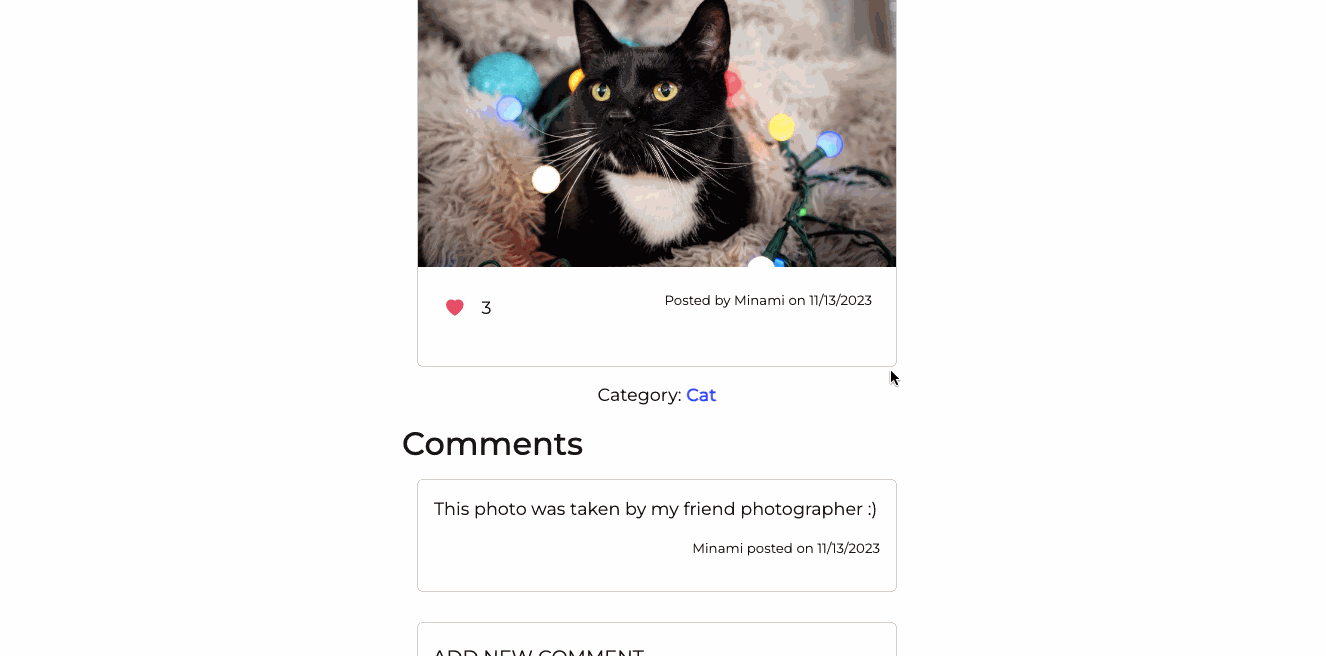 3
Posted by Minami on 11/13/2023
Category: Cat
Comments
This photo was taken by my friend photographer :)
Minami posted on 11/13/2023
ADD NEW COMMENT